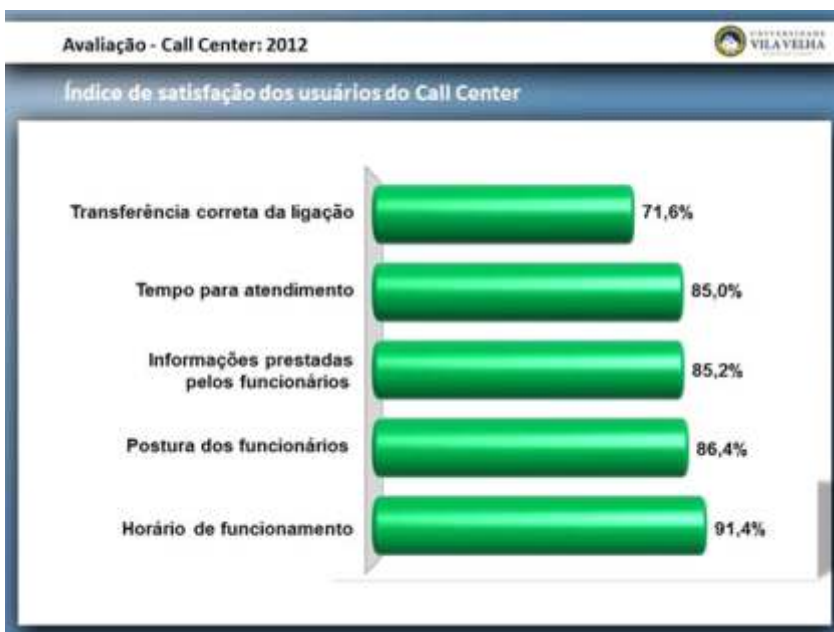 Avaliação - Call Center: 2012
UNIVERSIDADE
VILA VELHA
Índice de satisfação dos usuários do Call Center
Transferência correta da ligação
71,6%
Tempo para atendimento
85,0%
Informações prestadas
pelos funcionários
85,2%
Postura dos funcionários
86,4%
Horário de funcionamento
91,4%